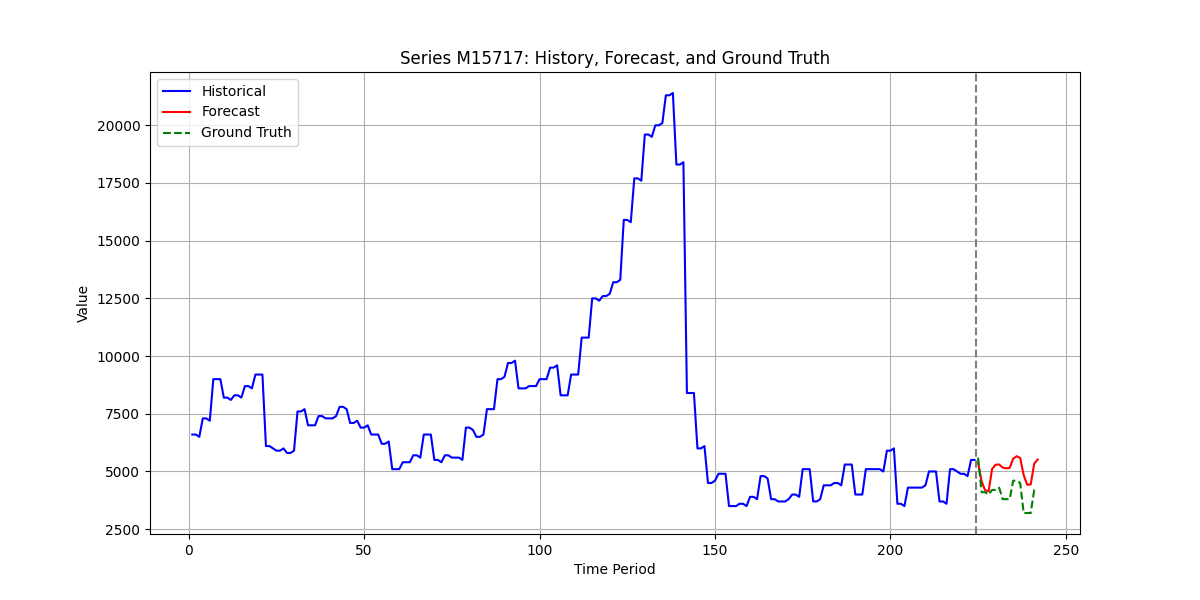 Series M15717: History, Forecast, and Ground Truth
Historical
Forecast
Ground Truth
20000
17500
15000
12500
10000
7500
5000
2500
Value
0
50
100
150
200
250
Time Period